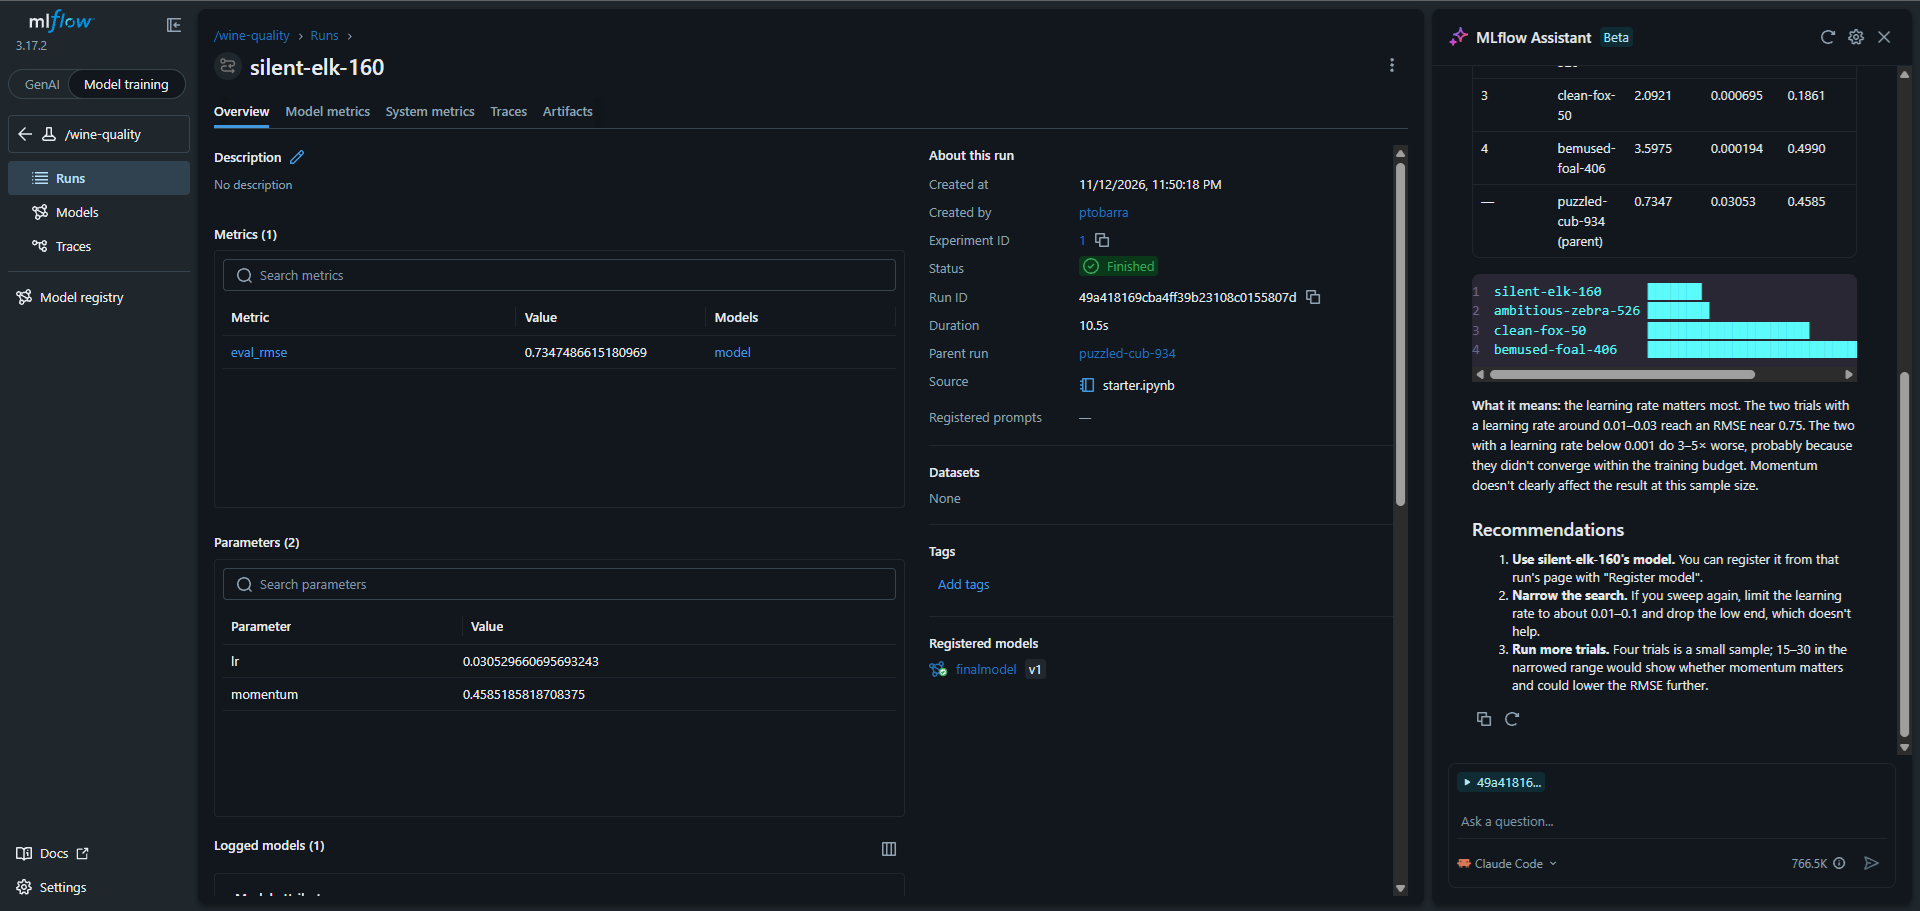 mlflow
3.17.2
GenAI
Model training
/wine-quality
Runs
Models
Traces
Model registry
Docs
Settings
/wine-quality > Runs >
silent-elk-160
Overview Model metrics System metrics Traces Artifacts
Description
No description
Metrics (1)
Search metrics
Metric Value Models
eval_rmse 0.7347486615180969 model
Parameters (2)
Search parameters
Parameter Value
lr 0.030529660695693243
momentum 0.4585185818708375
Logged models (1)
About this run
Created at 11/12/2026, 11:50:18 PM
Created by ptobarra
Experiment ID 1
Status Finished
Run ID 49a418169cba4ff39b23108c0155807d
Duration 10.5s
Parent run puzzled-cub-934
Source starter.ipynb
Registered prompts —
Datasets
None
Tags
Add tags
Registered models
finalmodel v1
MLflow Assistant Beta
3 clean-fox-50 2.0921 0.000695 0.1861
4 bemused-foal-406 3.5975 0.000194 0.4990
— puzzled-cub-934 (parent) 0.7347 0.03053 0.4585
1 silent-elk-160
2 ambitious-zebra-526
3 clean-fox-50
4 bemused-foal-406
What it means: the learning rate matters most. The two trials with
a learning rate around 0.01–0.03 reach an RMSE near 0.75. The two
with a learning rate below 0.001 do 3–5× worse, probably because
they didn't converge within the training budget. Momentum
doesn't clearly affect the result at this sample size.
Recommendations
1. Use silent-elk-160's model. You can register it from that
run's page with "Register model".
2. Narrow the search. If you sweep again, limit the learning
rate to about 0.01–0.1 and drop the low end, which doesn't
help.
3. Run more trials. Four trials is a small sample; 15–30 in the
narrowed range would show whether momentum matters
and could lower the RMSE further.
49a41816...
Ask a question...
Claude Code
766.5K